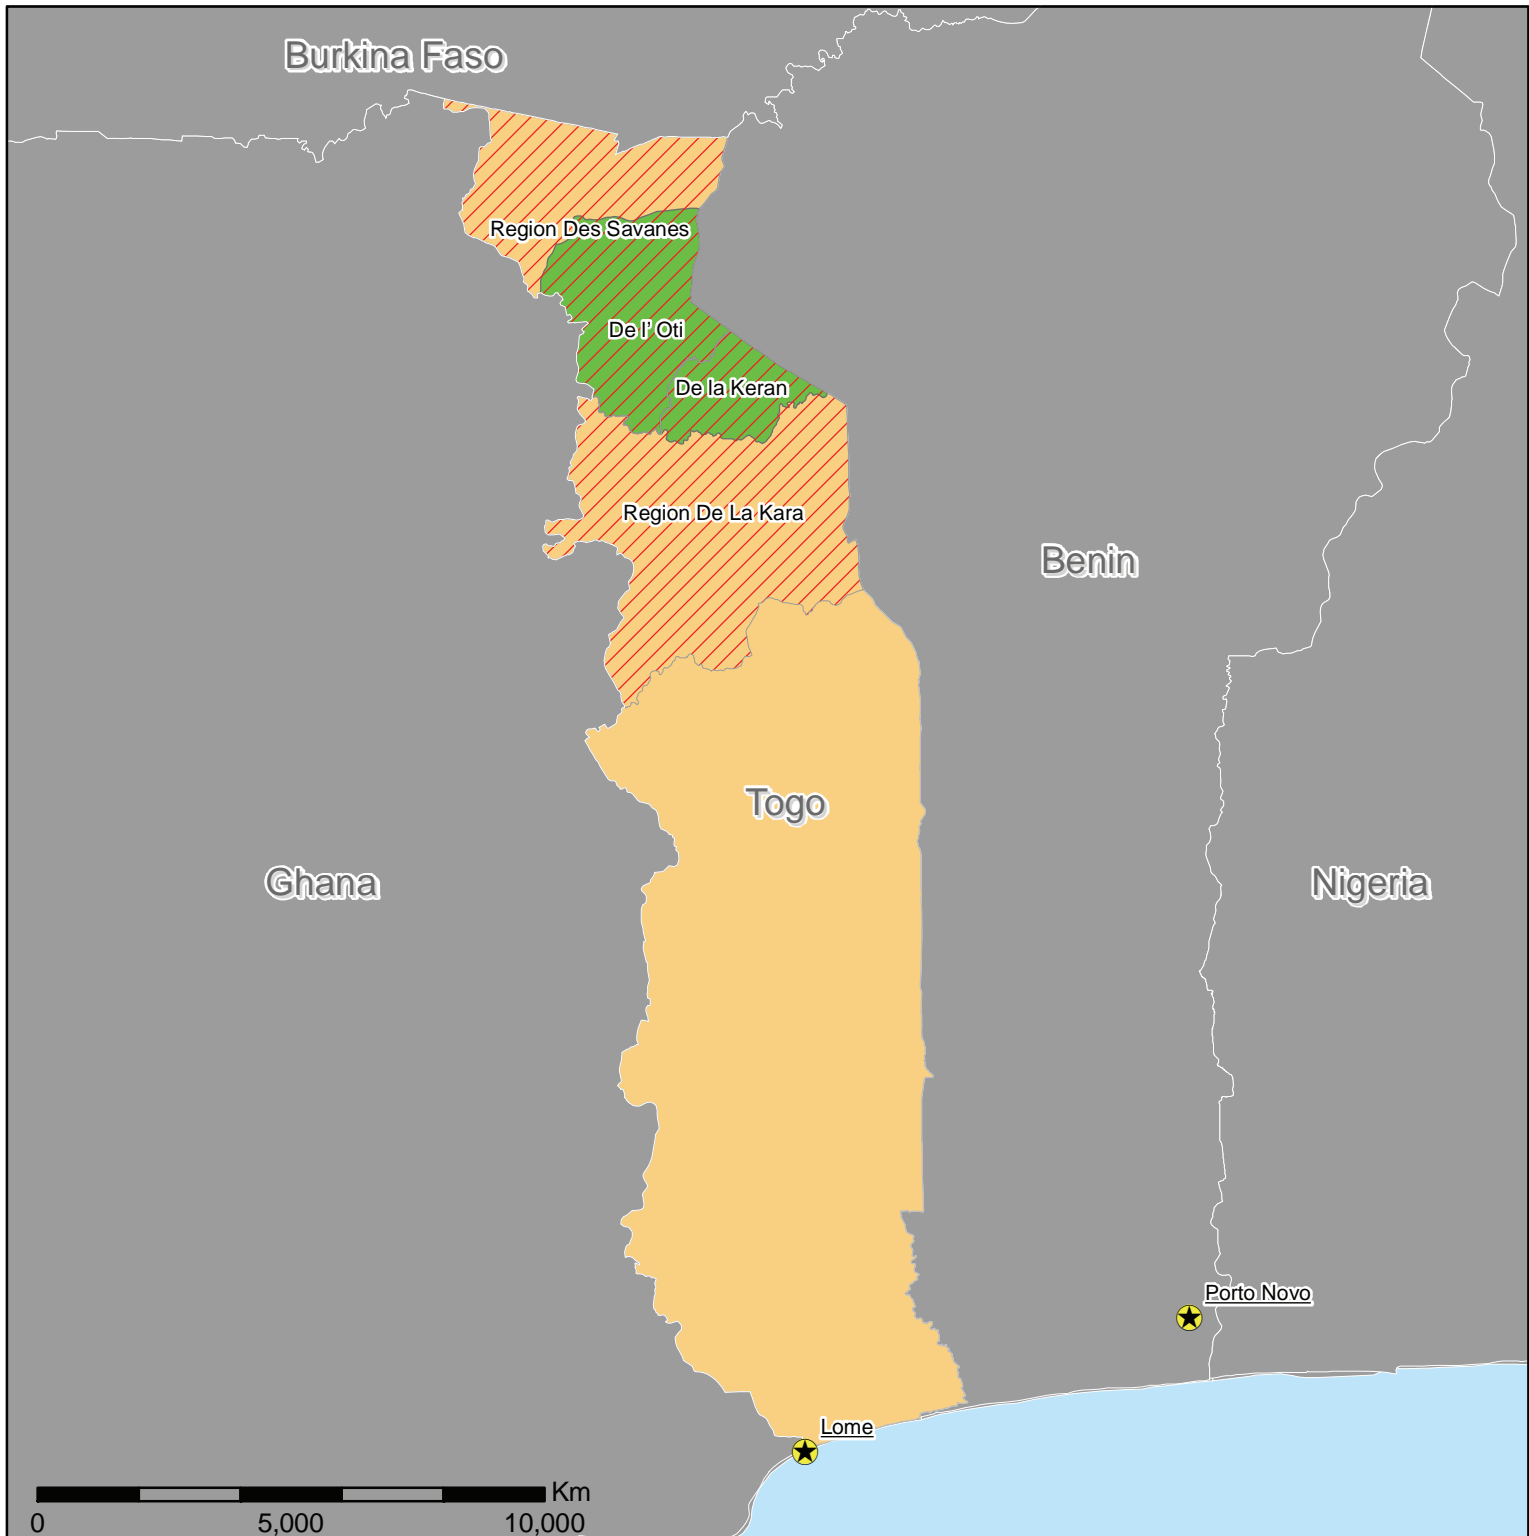 Burkina Faso
Region Des Savanes
De l' Oti
De la Keran
Region De La Kara
Benin
Togo
Ghana
Nigeria
Porto Novo
Lome
Km
0 5,000 10,000